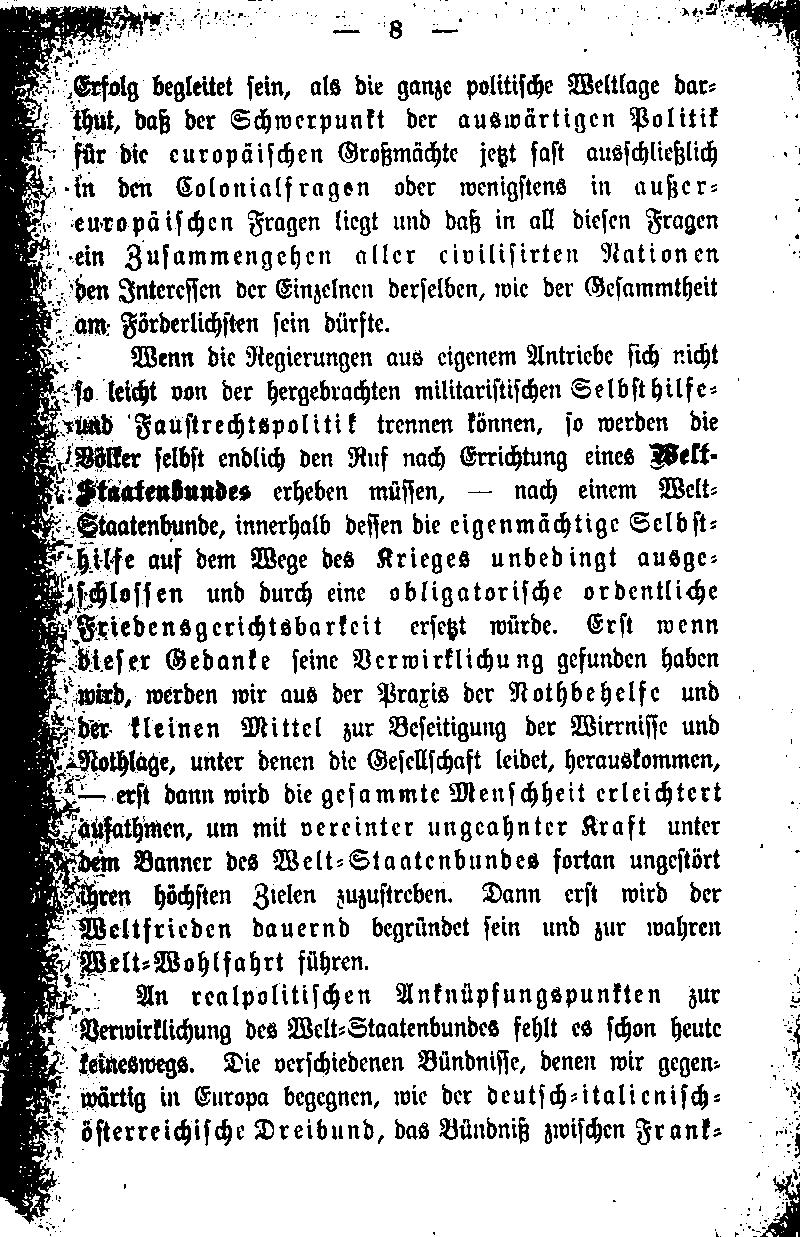 — 8 —
Erfolg begleitet sein, als die ganze politische Weltlage dar-
thut, daß der Schwerpunkt der auswärtigen Politik
für die europäischen Großmächte jetzt fast ausschließlich
in den Colonialfragen oder wenigstens in außer-
europäischen Fragen liegt und daß in all diesen Fragen
ein Zusammengehen aller civilisirten Nationen
den Interessen der Einzelnen derselben, wie der Gesammtheit
am Förderlichsten sein dürfte.
Wenn die Regierungen aus eigenem Antriebe sich nicht
so leicht von der hergebrachten militaristischen Selbsthilfe-
und Faustrechtspolitik trennen können, so werden die
Völker selbst endlich den Ruf nach Errichtung eines Welt-
Staatenbundes erheben müssen, — nach einem Welt-
Staatenbunde, innerhalb dessen die eigenmächtige Selbst-
hilfe auf dem Wege des Krieges unbedingt ausge-
schlossen und durch eine obligatorische ordentliche
Friedensgerichtsbarkeit ersetzt würde. Erst wenn
dieser Gedanke seine Verwirklichung gefunden haben
wird, werden wir aus der Praxis der Nothbehelfe und
der kleinen Mittel zur Beseitigung der Wirrnisse und
Nothlage, unter denen die Gesellschaft leidet, herauskommen,
— erst dann wird die gesammte Menschheit erleichtert
aufathmen, um mit vereinter ungeahnter Kraft unter
dem Banner des Welt-Staatenbundes fortan ungestört
ihren höchsten Zielen zuzustreben. Dann erst wird der
Weltfrieden dauernd begründet sein und zur wahren
Welt-Wohlfahrt führen.
An realpolitischen Anknüpfungspunkten zur
Verwirklichung des Welt-Staatenbundes fehlt es schon heute
keineswegs. Die verschiedenen Bündnisse, denen wir gegen-
wärtig in Europa begegnen, wie der deutsch-italienisch-
österreichische Dreibund, das Bündniß zwischen Frank-